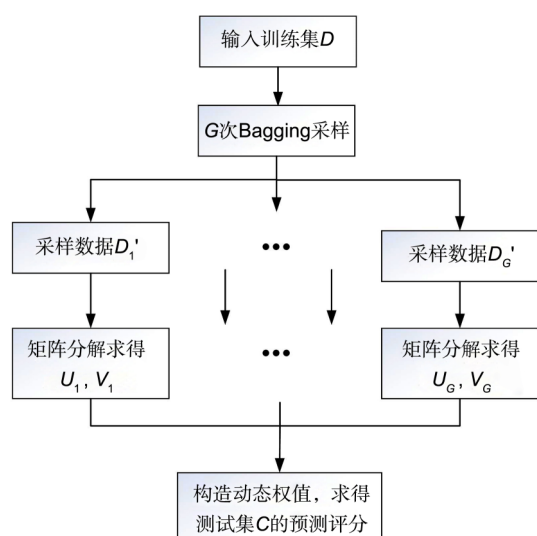 输入训练集D
G次Bagging采样
采样数据D₁'
•••
采样数据D_G'
矩阵分解求得
U₁, V₁
•••
矩阵分解求得
U_G, V_G
构造动态权值，求得
测试集C的预测评分